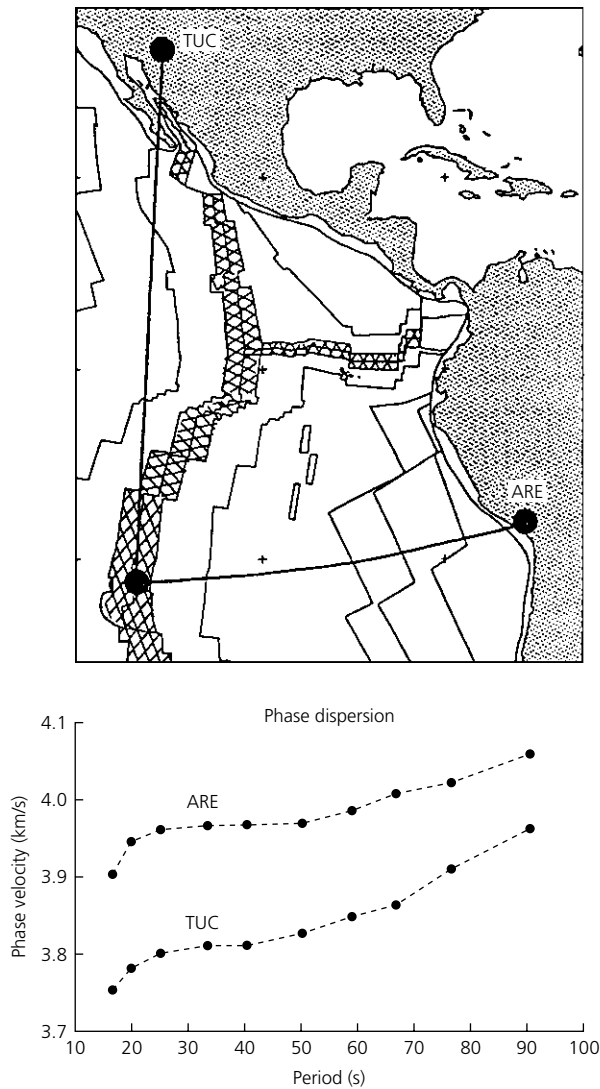 TUC
ARE
Phase dispersion
Phase velocity (km/s)
4.1
4.0
3.9
3.8
3.7
ARE
TUC
10 20 30 40 50 60 70 80 90 100
Period (s)